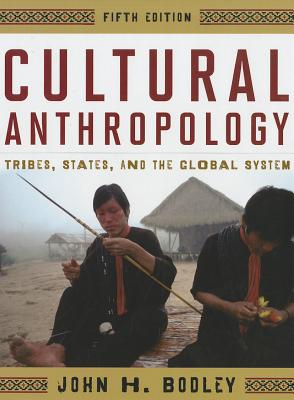 FIFTH EDITION
CULTURAL
ANTHROPOLOGY
TRIBES, STATES, AND THE GLOBAL SYSTEM
JOHN H. BODLEY